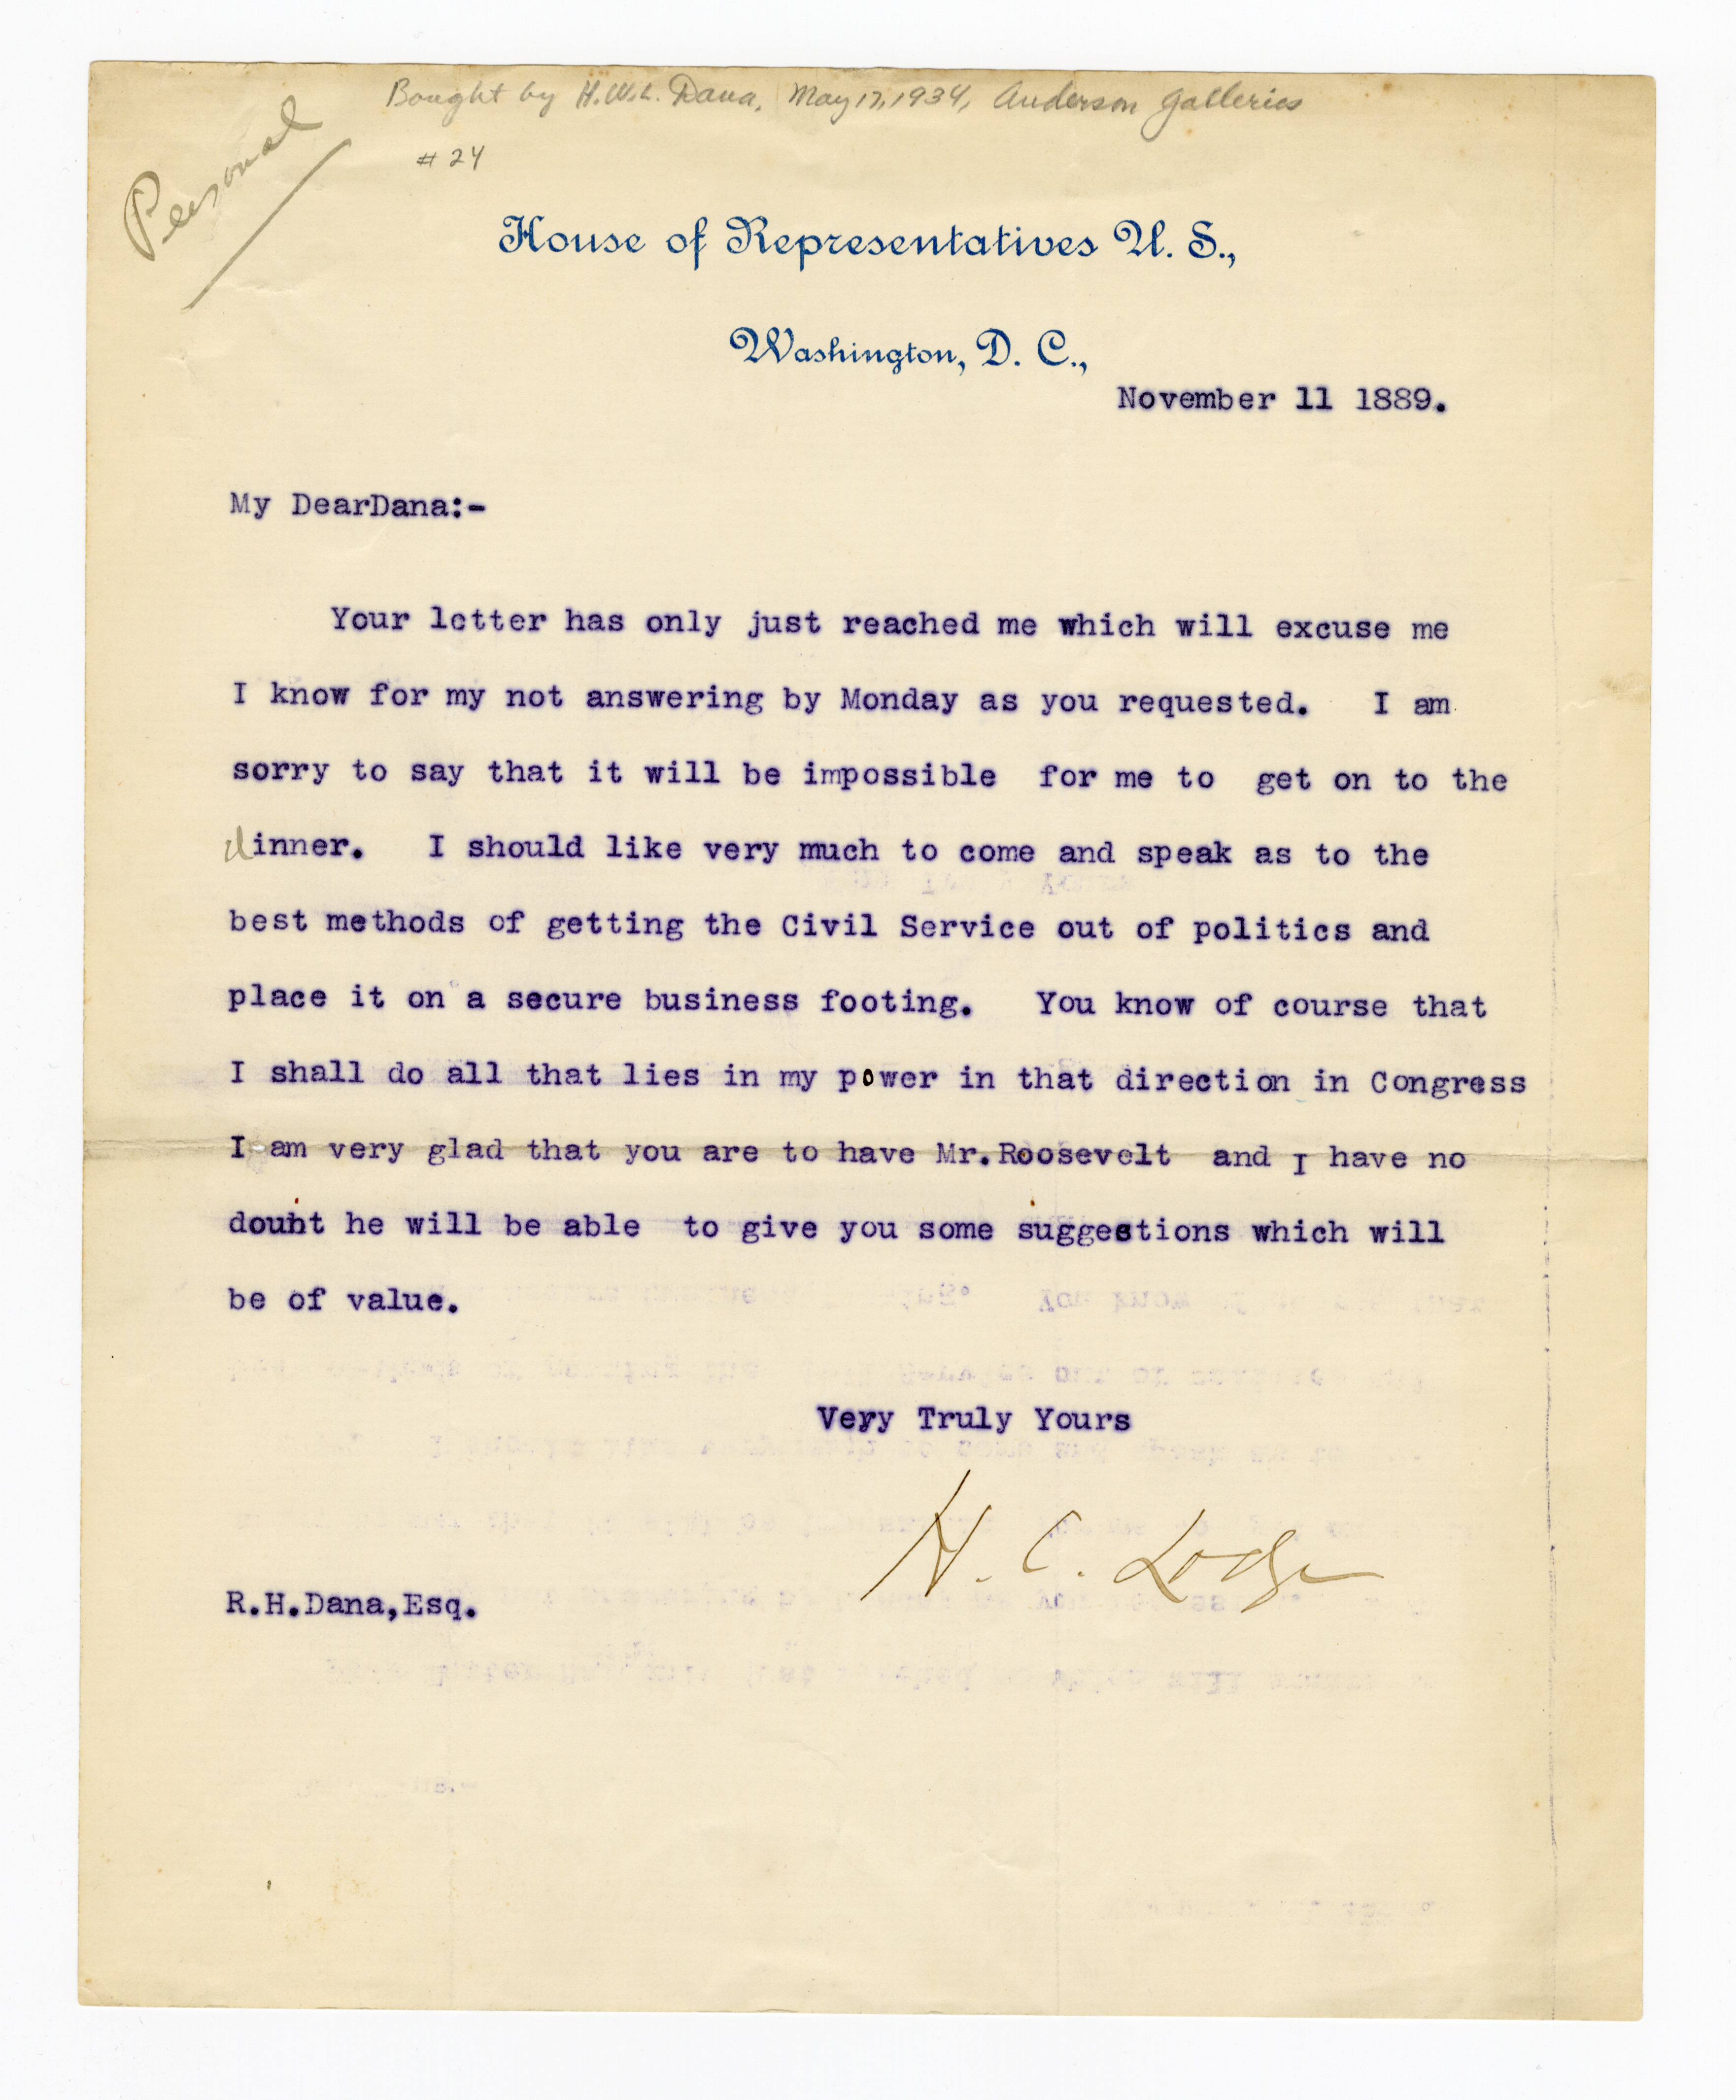 Bought by H.W.L. Dana, May 17, 1934, Anderson Galleries
# 24
Personal
House of Representatives U. S.,
Washington, D. C.,
November 11 1889.
My DearDana:-
Your letter has only just reached me which will excuse me
I know for my not answering by Monday as you requested. I am
sorry to say that it will be impossible for me to get on to the
dinner. I should like very much to come and speak as to the
best methods of getting the Civil Service out of politics and
place it on a secure business footing. You know of course that
I shall do all that lies in my power in that direction in Congress
I am very glad that you are to have Mr.Roosevelt and I have no
doubt he will be able to give you some suggestions which will
be of value.
Very Truly Yours
H. C. Lodge
R.H.Dana,Esq.